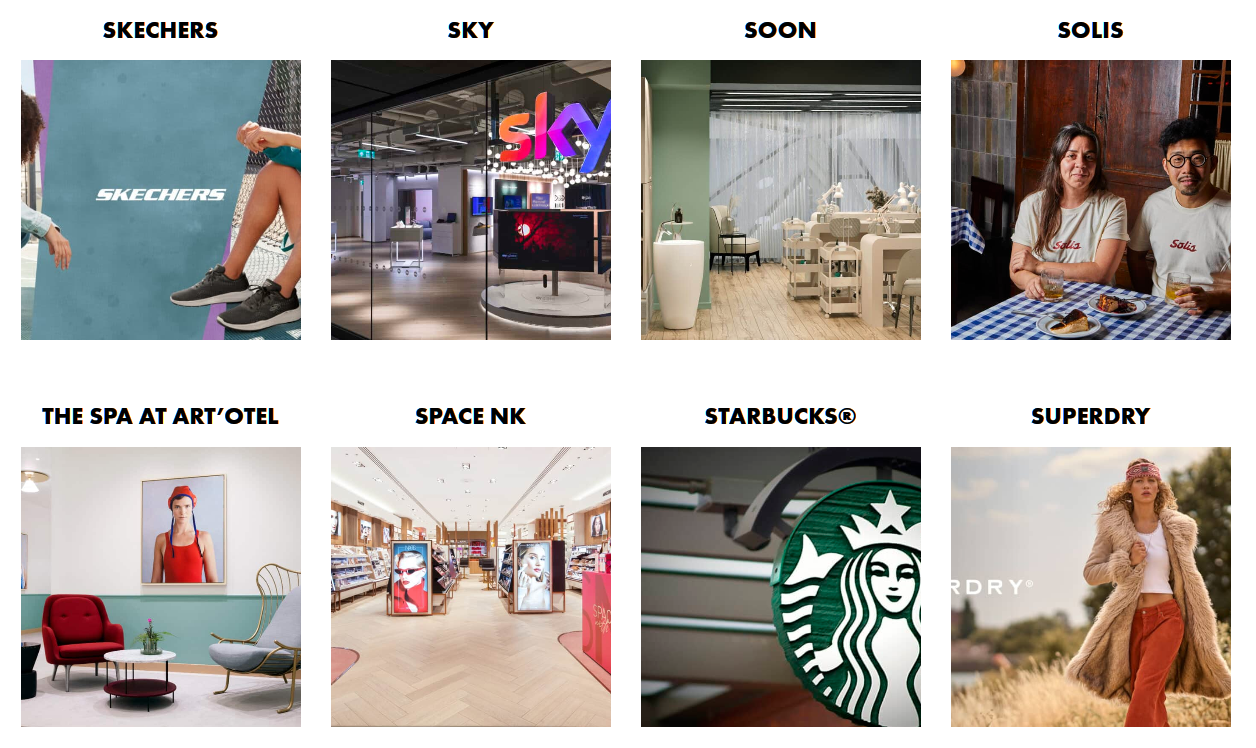 SKECHERS
SKY
SOON
SOLIS
SKECHERS
sky
Solis
Solis
THE SPA AT ART’OTEL
SPACE NK
STARBUCKS®
SUPERDRY
RDRY®